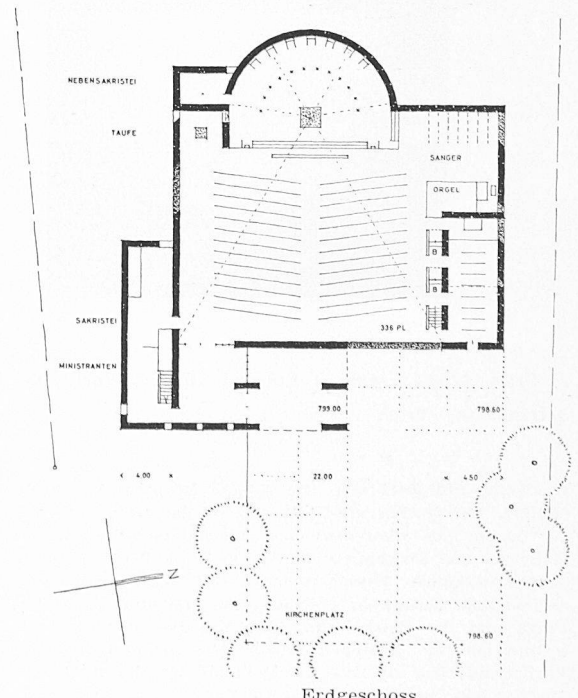 NEBENSAKRISTEI
TAUFE
SÄNGER
ORGEL
B
B
SAKRISTEI
336 PL
MINISTRANTEN
799.00
798.60
4.00
22.00
4.50
N
KIRCHENPLATZ
798.60
Erdgeschoss